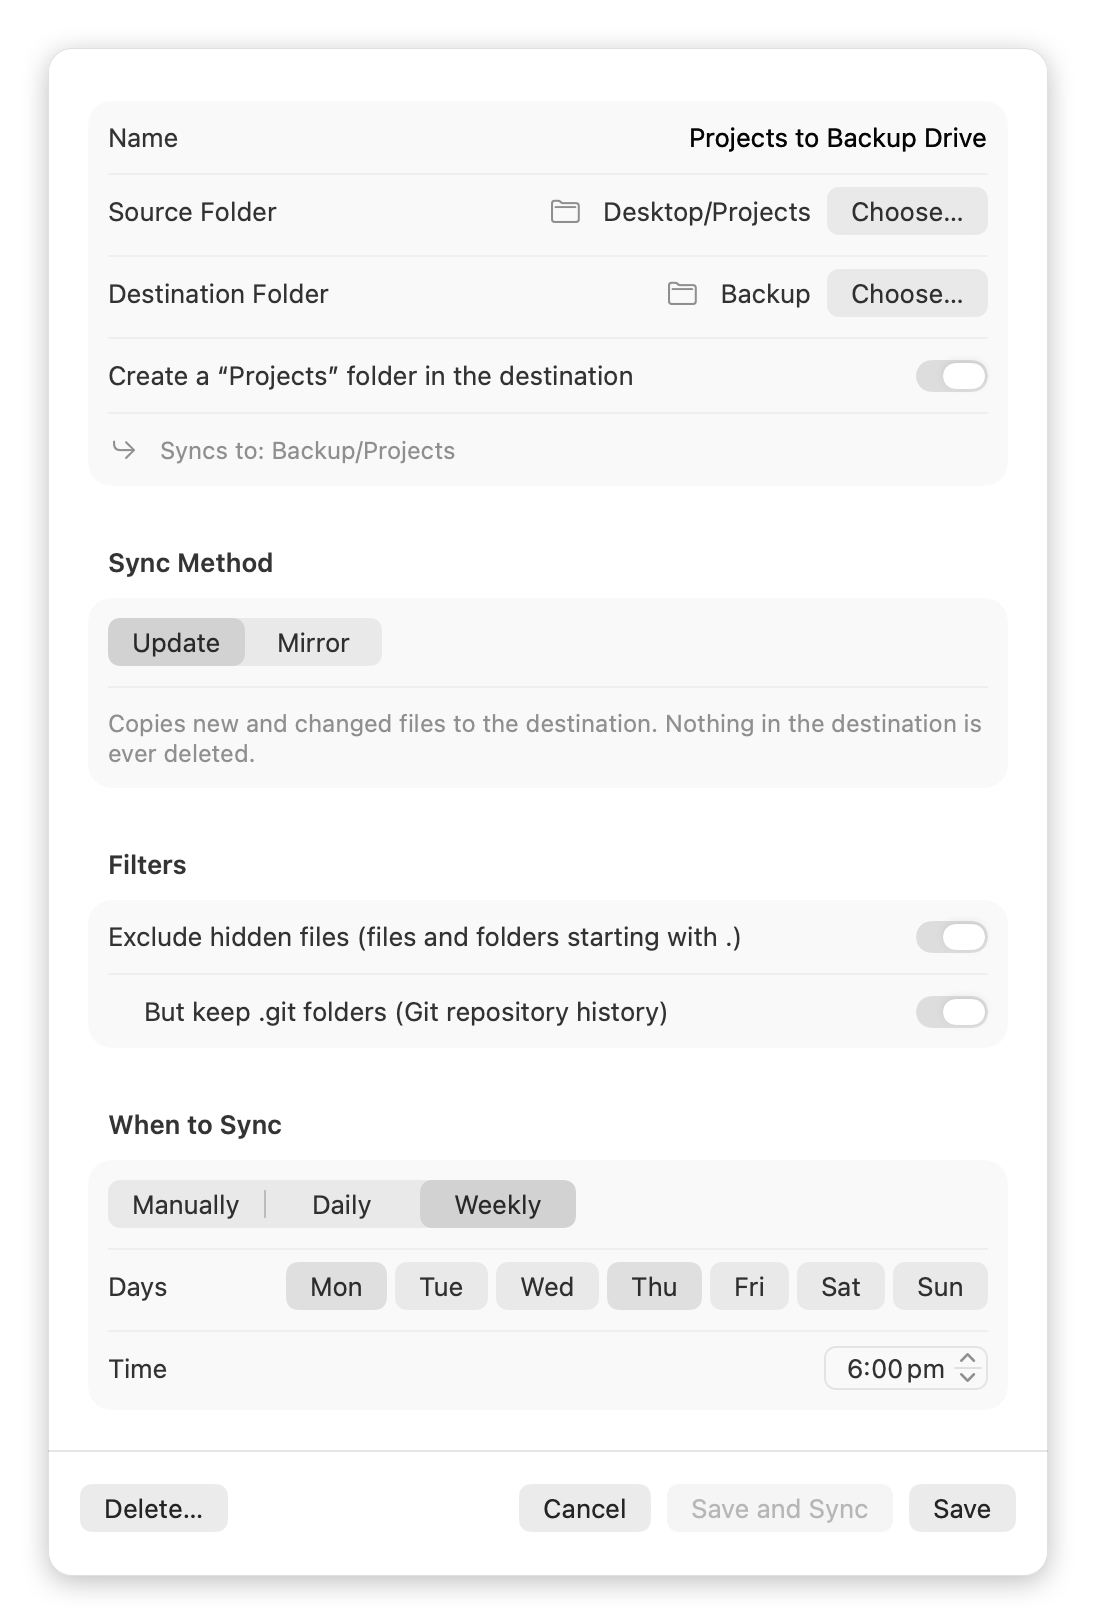 Name Projects to Backup Drive
Source Folder Desktop/Projects Choose...
Destination Folder Backup Choose...
Create a “Projects” folder in the destination
Syncs to: Backup/Projects
Sync Method
Update Mirror
Copies new and changed files to the destination. Nothing in the destination is
ever deleted.
Filters
Exclude hidden files (files and folders starting with .)
But keep .git folders (Git repository history)
When to Sync
Manually Daily Weekly
Days Mon Tue Wed Thu Fri Sat Sun
Time 6:00 pm
Delete... Cancel Save and Sync Save